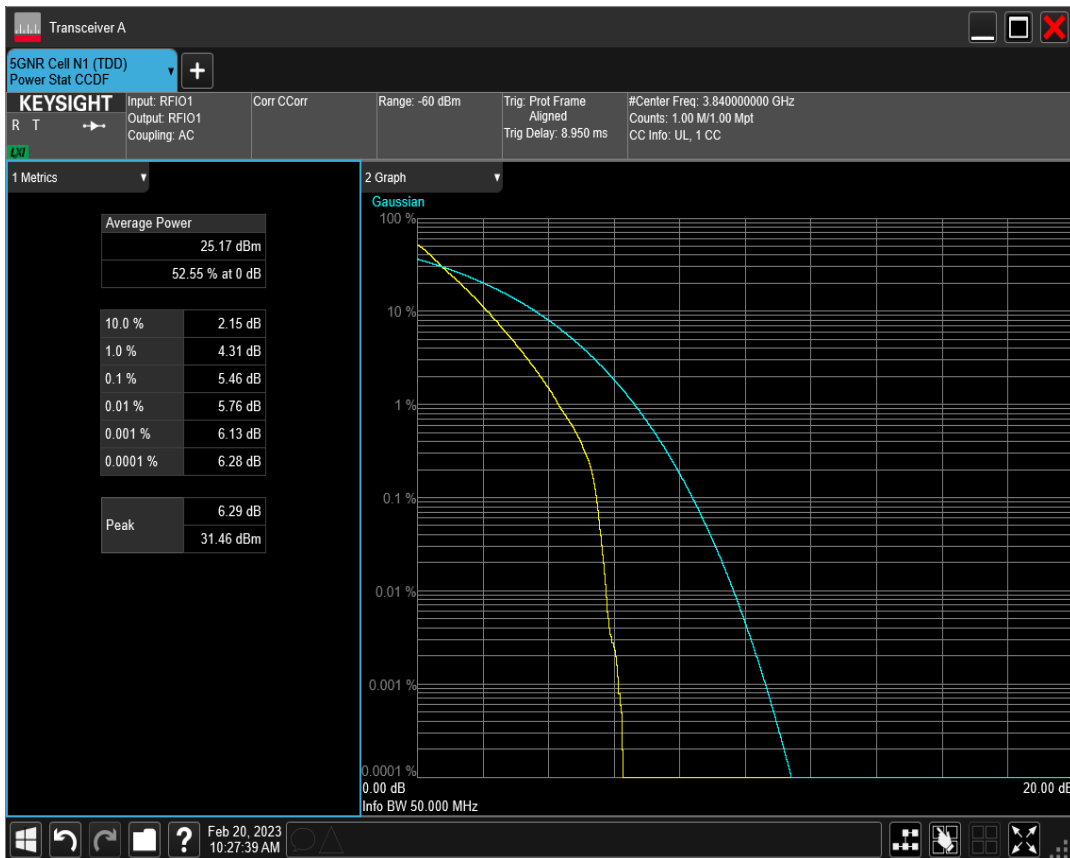 Transceiver A
5GNR Cell N1 (TDD)
Power Stat CCDF
+
KEYSIGHT
R T
LXI
Input: RFIO1
Output: RFIO1
Coupling: AC
Corr CCorr
Range: -60 dBm
Trig: Prot Frame
Aligned
Trig Delay: 8.950 ms
#Center Freq: 3.840000000 GHz
Counts: 1.00 M/1.00 Mpt
CC Info: UL, 1 CC
1 Metrics
Average Power
25.17 dBm
52.55 % at 0 dB
10.0 % 2.15 dB
1.0 % 4.31 dB
0.1 % 5.46 dB
0.01 % 5.76 dB
0.001 % 6.13 dB
0.0001 % 6.28 dB
Peak 6.29 dB
31.46 dBm
2 Graph
Gaussian
100 %
10 %
1 %
0.1 %
0.01 %
0.001 %
0.0001 %
0.00 dB 20.00 dB
Info BW 50.000 MHz
?
Feb 20, 2023
10:27:39 AM